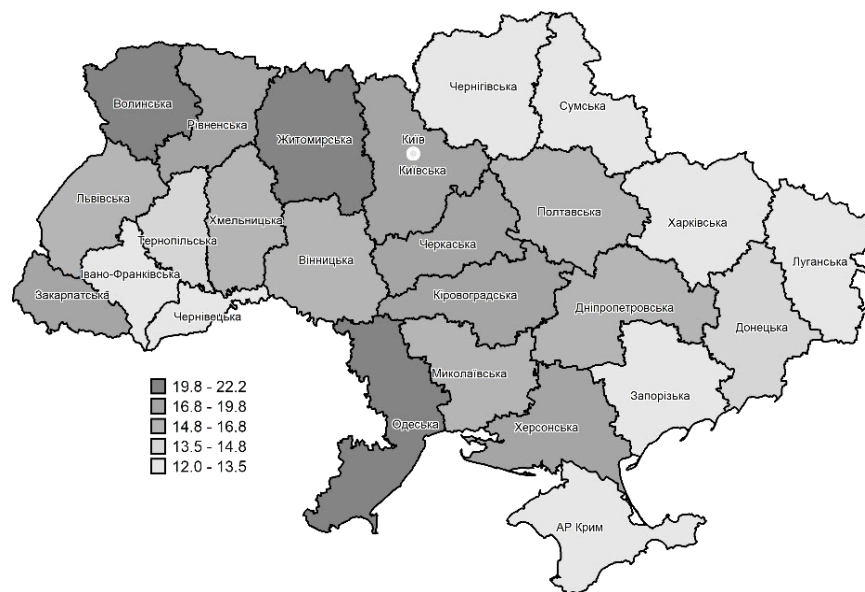 Волинська
Рівненська
Житомирська
Київ
Київська
Чернігівська
Сумська
Львівська
Тернопільська
Хмельницька
Вінницька
Черкаська
Полтавська
Харківська
Луганська
Івано-Франківська
Закарпатська
Чернівецька
Кіровоградська
Дніпропетровська
Донецька
Миколаївська
Запорізька
Одеська
Херсонська
АР Крим
19.8 - 22.2
16.8 - 19.8
14.8 - 16.8
13.5 - 14.8
12.0 - 13.5